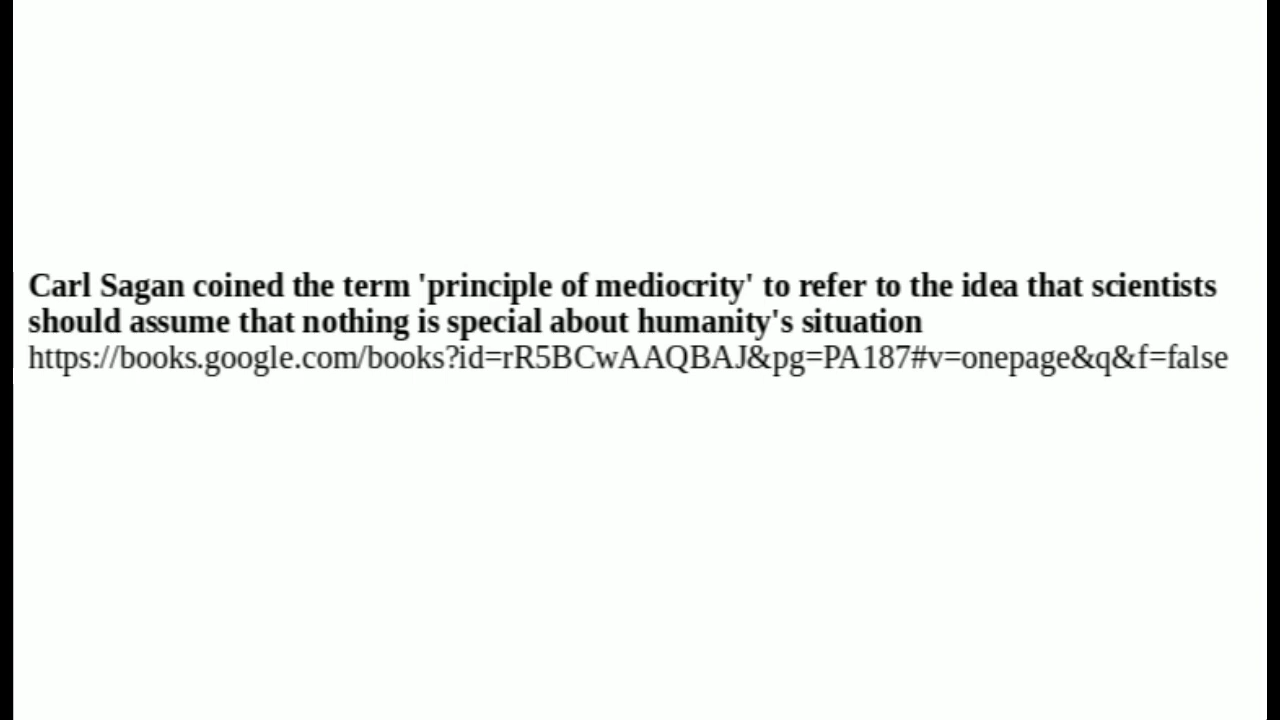 Carl Sagan coined the term 'principle of mediocrity' to refer to the idea that scientists
should assume that nothing is special about humanity's situation
https://books.google.com/books?id=rR5BCwAAQBAJ&pg=PA187#v=onepage&q&f=false